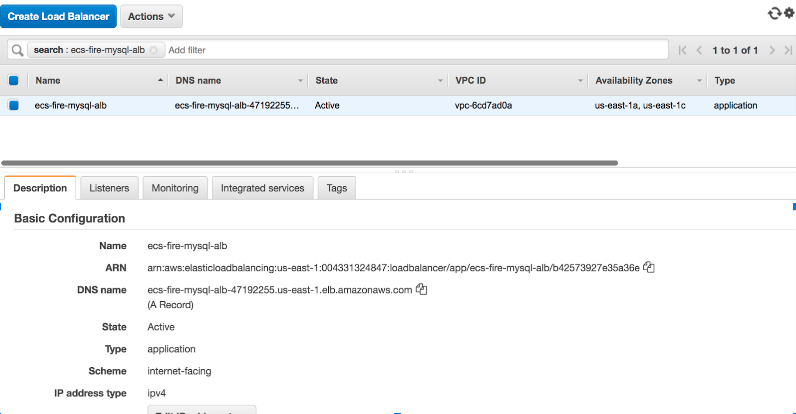 Create Load Balancer Actions
search : ecs-fire-mysql-alb Add filter 1 to 1 of 1
Name DNS name State VPC ID Availability Zones Type
ecs-fire-mysql-alb ecs-fire-mysql-alb-47192255... Active vpc-6cd7ad0a us-east-1a, us-east-1c application
Description Listeners Monitoring Integrated services Tags
Basic Configuration
Name ecs-fire-mysql-alb
ARN arn:aws:elasticloadbalancing:us-east-1:004331324847:loadbalancer/app/ecs-fire-mysql-alb/b42573927e35a36e
DNS name ecs-fire-mysql-alb-47192255.us-east-1.elb.amazonaws.com
(A Record)
State Active
Type application
Scheme internet-facing
IP address type ipv4